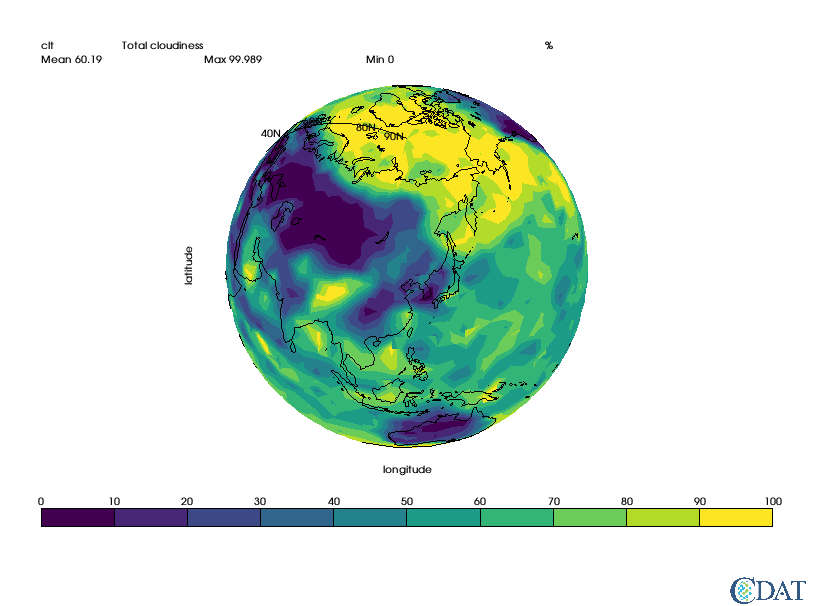 clt Total cloudiness %
Mean 60.19 Max 99.989 Min 0
40N
80N
90N
latitude
longitude
0 10 20 30 40 50 60 70 80 90 100
CDAT